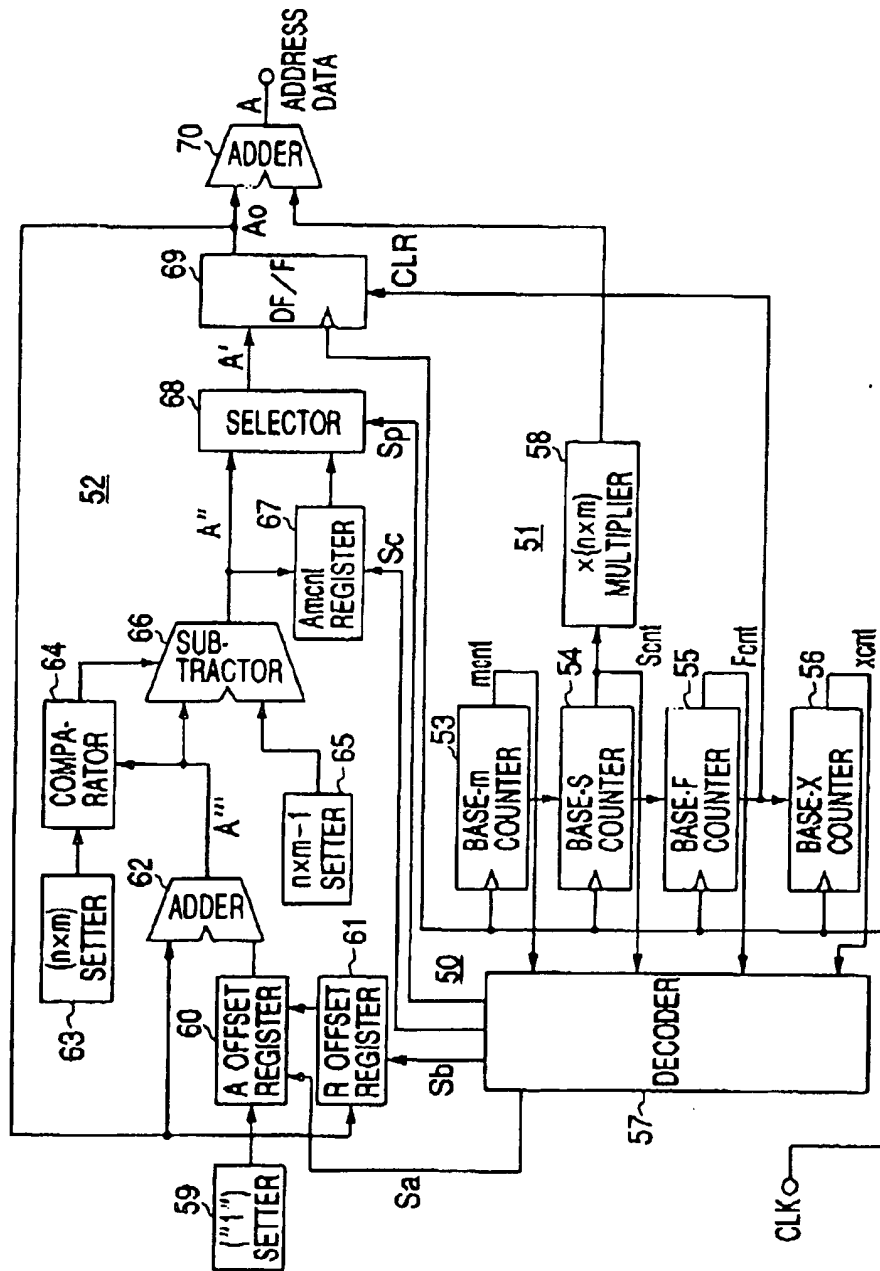 52
59
("1")
SETTER
63
(n×m)
SETTER
60
A OFFSET
REGISTER
61
R OFFSET
REGISTER
62
ADDER
A'''
64
COMPA-
RATOR
65
n×m-1
SETTER
66
SUB-
TRACTOR
A''
67
Amcnt
REGISTER
68
SELECTOR
A'
69
DF/F
Ao
70
ADDER
A
ADDRESS
DATA
Sa
Sb
Sc
Sp
CLR
50
57
DECODER
53
BASE-m
COUNTER
mcnt
54
BASE-S
COUNTER
Scnt
55
BASE-F
COUNTER
Fcnt
56
BASE-X
COUNTER
xcnt
51
58
x(n×m)
MULTIPLIER
CLK